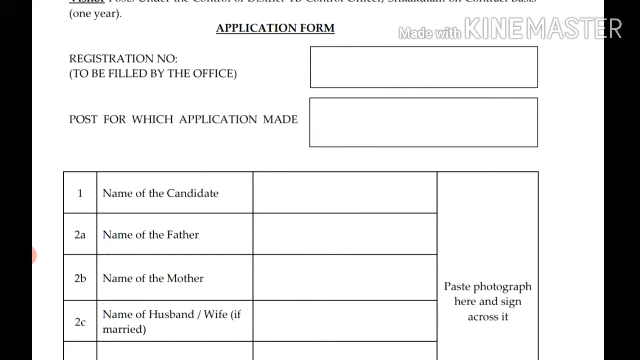 Visitor Posts Under the Control of District TB Control Officer, Srikakulam on Contract basis
(one year).
APPLICATION FORM
Made with KINEMASTER
REGISTRATION NO:
(TO BE FILLED BY THE OFFICE)
POST FOR WHICH APPLICATION MADE
1 Name of the Candidate
2a Name of the Father
2b Name of the Mother
Paste photograph
here and sign
across it
2c Name of Husband / Wife (if
married)